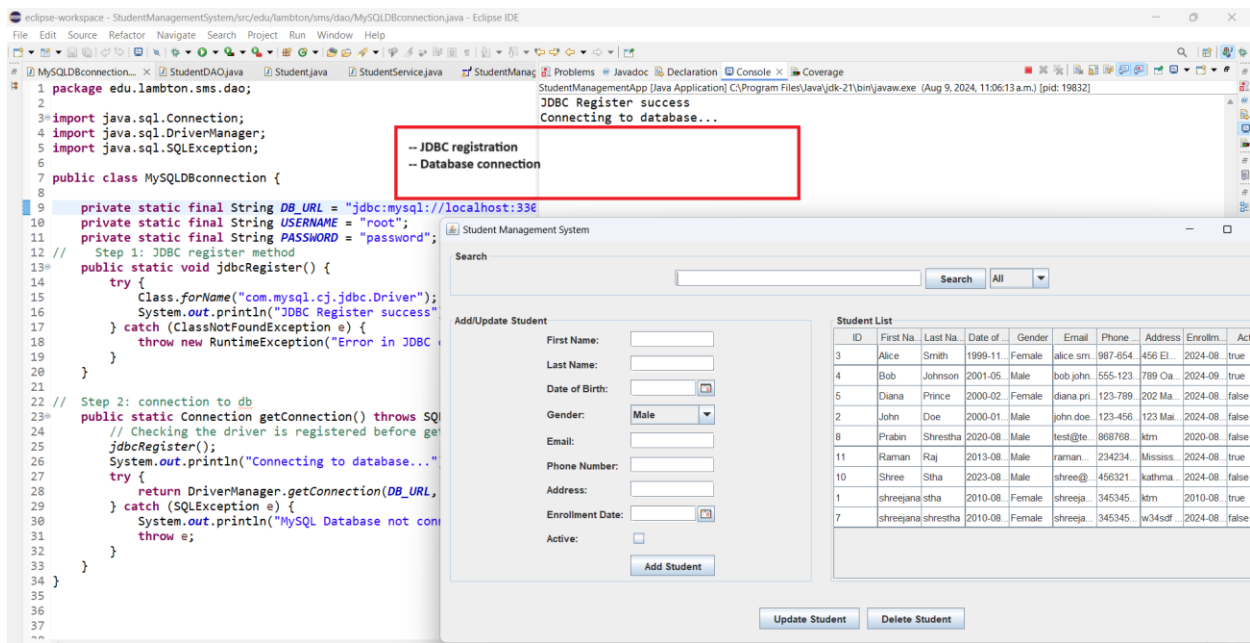 eclipse-workspace - StudentManagementSystem/src/edu/lambton/sms/dao/MySQLDBconnection.java - Eclipse IDE
File Edit Source Refactor Navigate Search Project Run Window Help
MySQLDBconnection.... StudentDAO.java Student.java StudentService.java StudentManag
Problems Javadoc Declaration Console Coverage
StudentManagementApp [Java Application] C:\Program Files\Java\jdk-21\bin\javaw.exe (Aug 9, 2024, 11:06:13 a.m.) [pid: 19832]
JDBC Register success
Connecting to database...
-- JDBC registration
-- Database connection
1 package edu.lambton.sms.dao;
2
3 import java.sql.Connection;
4 import java.sql.DriverManager;
5 import java.sql.SQLException;
6
7 public class MySQLDBconnection {
8
9 private static final String DB_URL = "jdbc:mysql://localhost:330
10 private static final String USERNAME = "root";
11 private static final String PASSWORD = "password";
12 // Step 1: JDBC register method
13 public static void jdbcRegister() {
14 try {
15 Class.forName("com.mysql.cj.jdbc.Driver");
16 System.out.println("JDBC Register success"
17 } catch (ClassNotFoundException e) {
18 throw new RuntimeException("Error in JDBC
19 }
20 }
21
22 // Step 2: connection to db
23 public static Connection getConnection() throws SQL
24 // Checking the driver is registered before ge
25 jdbcRegister();
26 System.out.println("Connecting to database..."
27 try {
28 return DriverManager.getConnection(DB_URL,
29 } catch (SQLException e) {
30 System.out.println("MySQL Database not con
31 throw e;
32 }
33 }
34 }
35
36
37
Student Management System
Search
Search All
Add/Update Student
First Name:
Last Name:
Date of Birth:
Gender: Male
Email:
Phone Number:
Address:
Enrollment Date:
Active:
Add Student
Student List
ID First Na... Last Na... Date of ... Gender Email Phone ... Address Enrollm... Act
3 Alice Smith 1999-11... Female alice.sm... 987-654... 456 El... 2024-08... true
4 Bob Johnson 2001-05... Male bob.john... 555-123... 789 Oa... 2024-09... true
5 Diana Prince 2000-02... Female diana.pri... 123-789... 202 Ma... 2024-08... false
2 John Doe 2000-01... Male john.doe... 123-456... 123 Mai... 2024-08... false
8 Prabin Shrestha 2020-08... Male test@te... 868768... ktm 2020-08... false
11 Raman Raj 2013-08... Male raman... 234234... Mississ... 2024-08... true
10 Shree Stha 2023-08... Male shree@... 456321... kathma... 2024-08... false
1 shreejana stha 2010-08... Female shreeja... 345345... ktm 2010-08... true
7 shreejana shrestha 2010-08... Female shreeja... 345345... w34sdf ... 2024-08... false
Update Student Delete Student